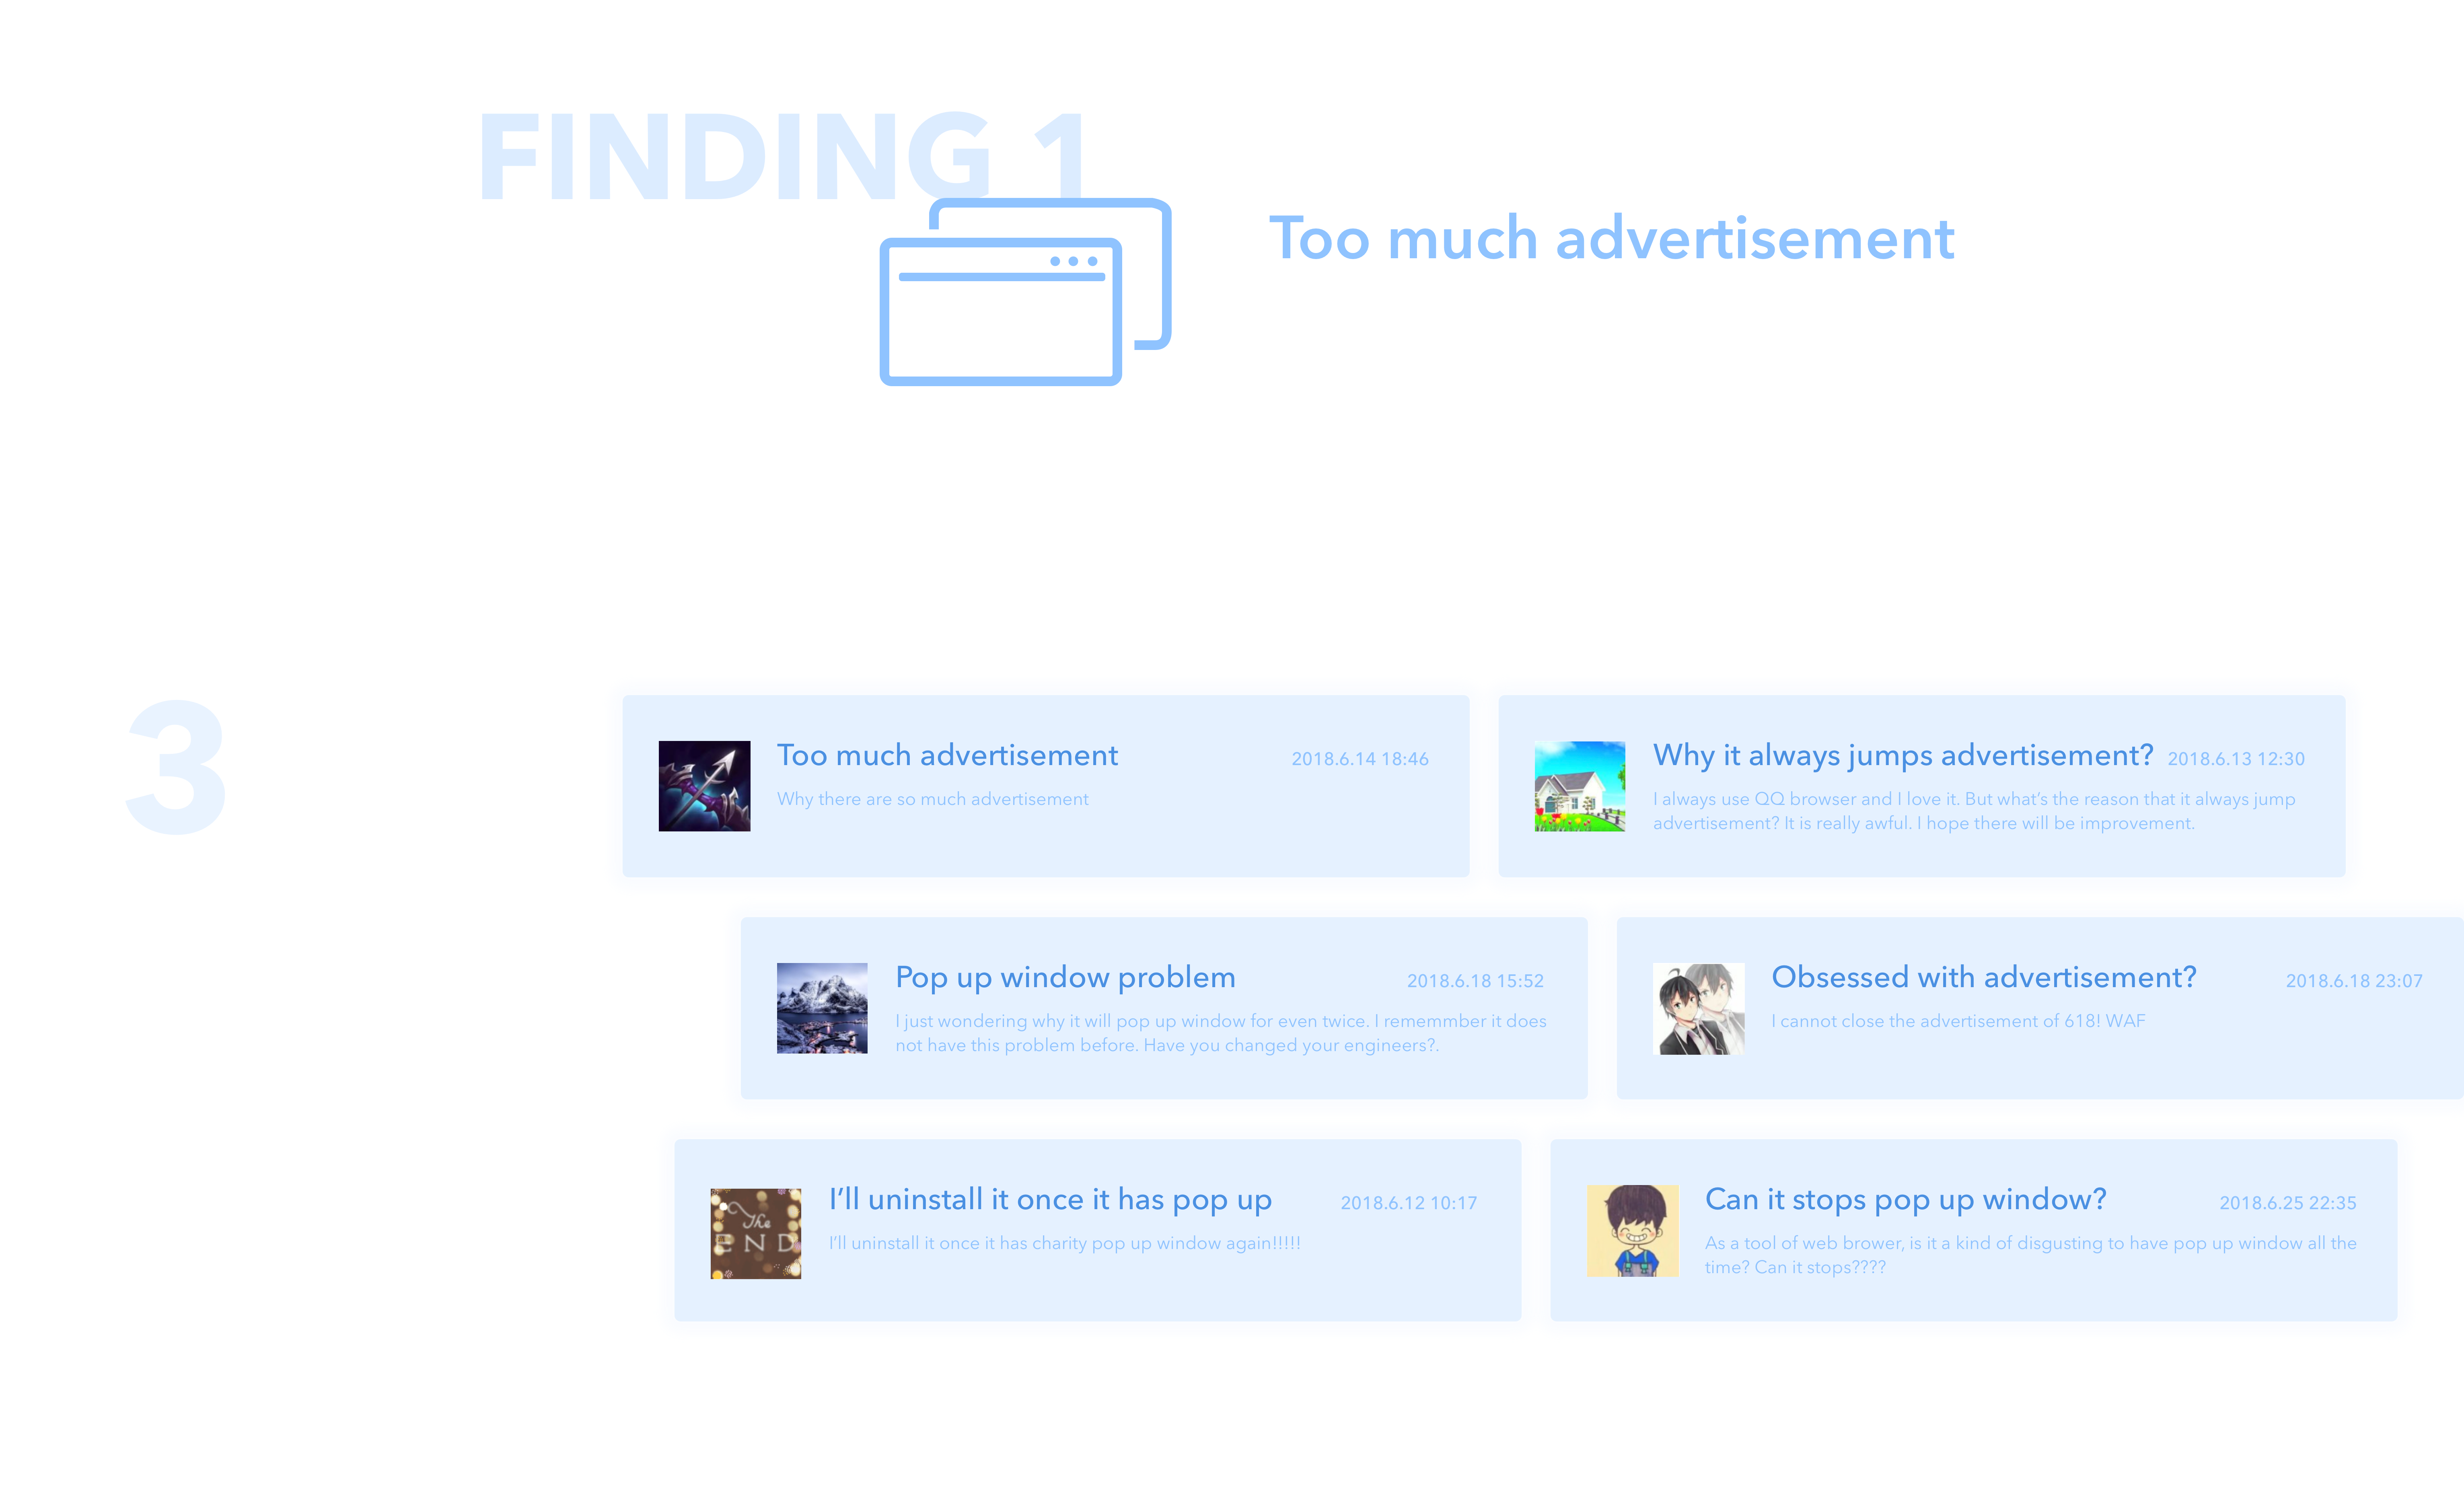 FINDING 1
Too much advertisement
3
Too much advertisement 2018.6.14 18:46
Why there are so much advertisement
Why it always jumps advertisement? 2018.6.13 12:30
I always use QQ browser and I love it. But what’s the reason that it always jump
advertisement? It is really awful. I hope there will be improvement.
Pop up window problem 2018.6.18 15:52
I just wondering why it will pop up window for even twice. I rememmber it does
not have this problem before. Have you changed your engineers?.
Obsessed with advertisement? 2018.6.18 23:07
I cannot close the advertisement of 618! WAF
The
END
I’ll uninstall it once it has pop up 2018.6.12 10:17
I’ll uninstall it once it has charity pop up window again!!!!!
Can it stops pop up window? 2018.6.25 22:35
As a tool of web brower, is it a kind of disgusting to have pop up window all the
time? Can it stops????